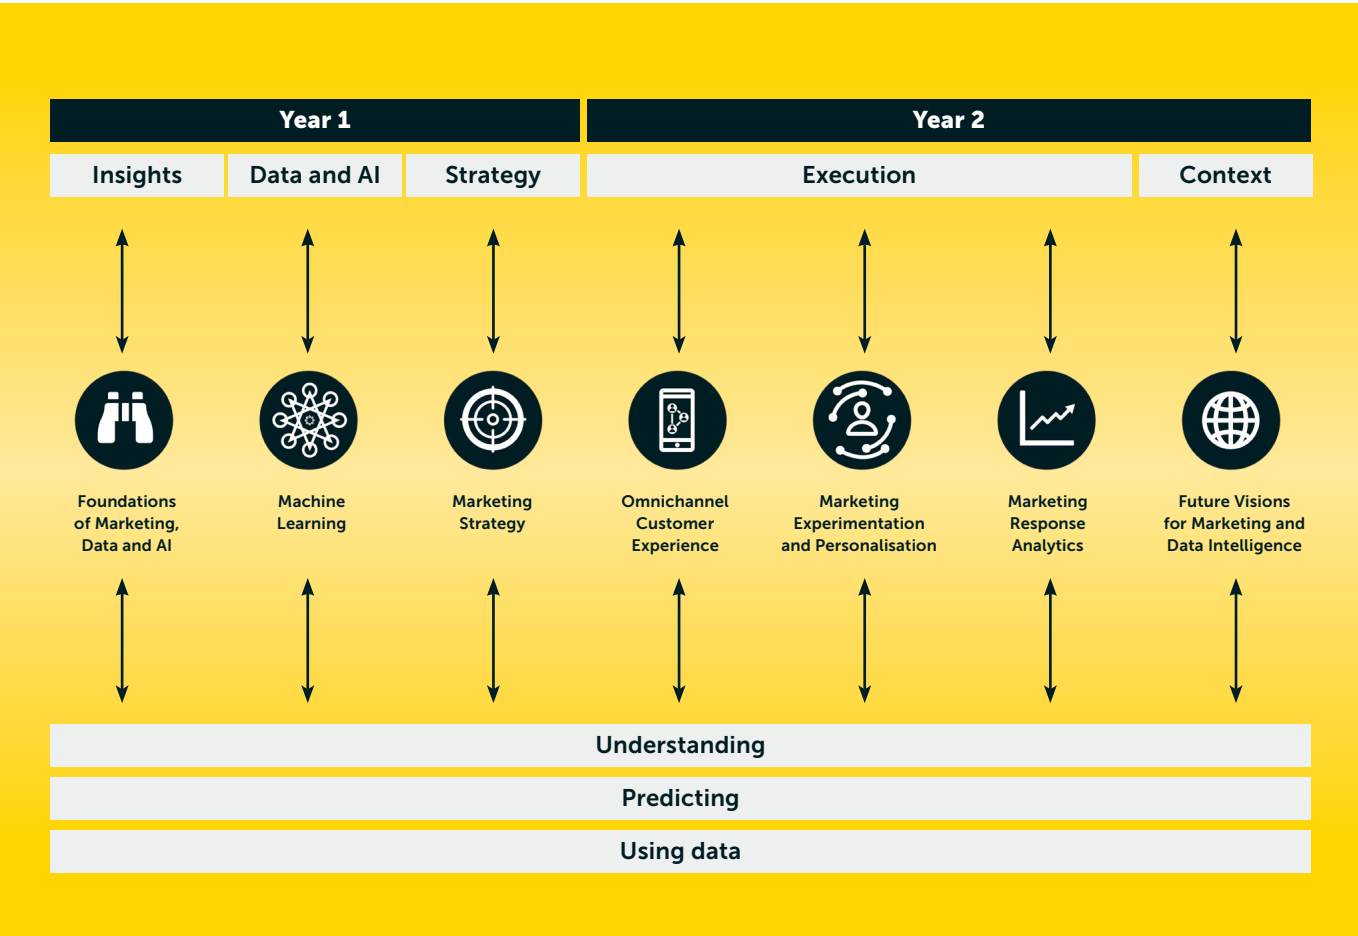 Year 1
Year 2
Insights
Data and AI
Strategy
Execution
Context
Foundations
of Marketing,
Data and AI
Machine
Learning
Marketing
Strategy
Omnichannel
Customer
Experience
Marketing
Experimentation
and Personalisation
Marketing
Response
Analytics
Future Visions
for Marketing and
Data Intelligence
Understanding
Predicting
Using data